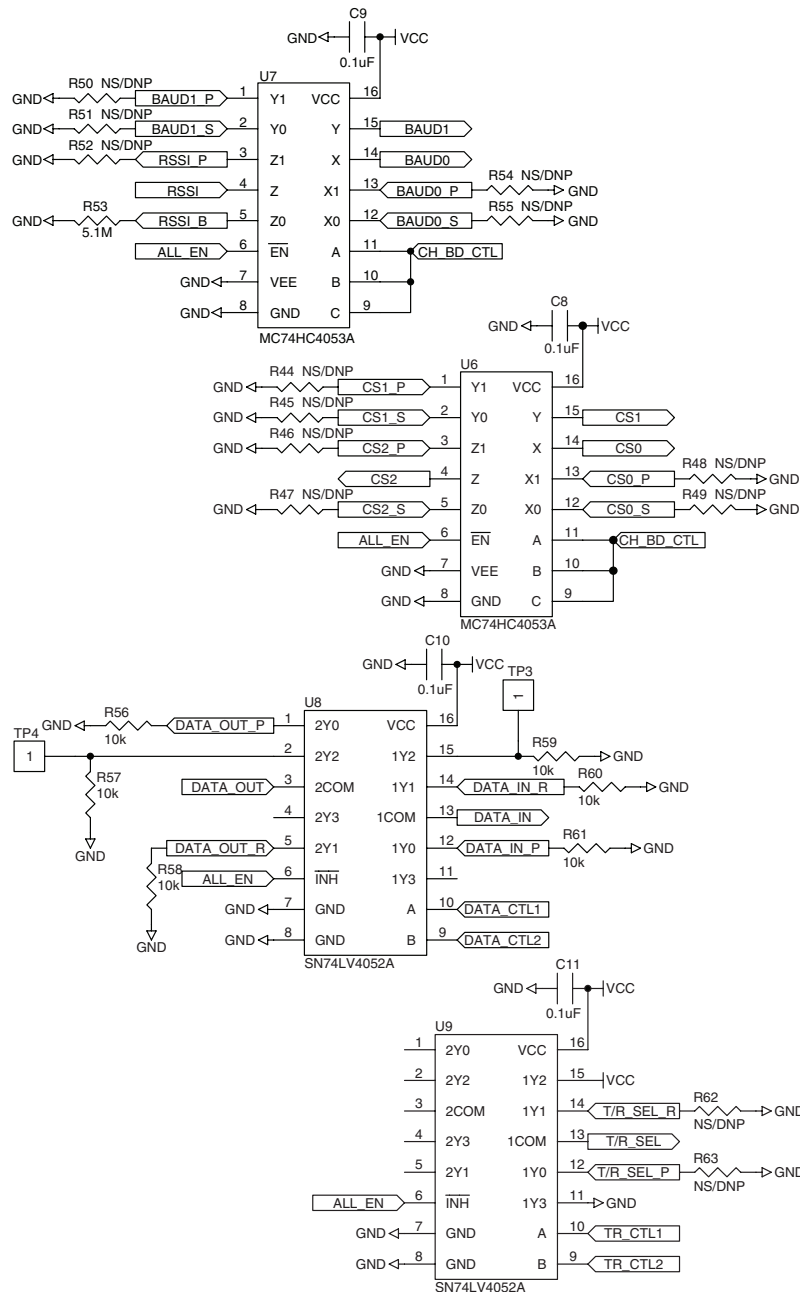 C9
GND VCC
0.1uF
U7
R50 NS/DNP
GND BAUD1_P 1 Y1 VCC 16
R51 NS/DNP
GND BAUD1_S 2 Y0 Y 15 BAUD1
R52 NS/DNP
GND RSSI_P 3 Z1 X 14 BAUD0
R54 NS/DNP
RSSI 4 Z X1 13 BAUD0_P GND
R53 R55 NS/DNP
GND RSSI_B 5 Z0 X0 12 BAUD0_S GND
5.1M
ALL_EN 6 EN A 11 CH_BD_CTL
GND 7 VEE B 10
GND 8 GND C 9
MC74HC4053A
C8
GND VCC
0.1uF
U6
R44 NS/DNP
GND CS1_P 1 Y1 VCC 16
R45 NS/DNP
GND CS1_S 2 Y0 Y 15 CS1
R46 NS/DNP
GND CS2_P 3 Z1 X 14 CS0
R48 NS/DNP
CS2 4 Z X1 13 CS0_P GND
R47 NS/DNP R49 NS/DNP
GND CS2_S 5 Z0 X0 12 CS0_S GND
ALL_EN 6 EN A 11 CH_BD_CTL
GND 7 VEE B 10
GND 8 GND C 9
MC74HC4053A
C10
GND VCC
0.1uF
TP3
1
U8
R56
GND DATA_OUT_P 1 2Y0 VCC 16
10k
TP4
1 2 2Y2 1Y2 15 R59 GND
10k
R57
10k
GND
DATA_OUT 3 2COM 1Y1 14 DATA_IN_R R60 GND
10k
4 2Y3 1COM 13 DATA_IN
DATA_OUT_R 5 2Y1 1Y0 12 DATA_IN_P R61 GND
10k
R58
10k
GND
ALL_EN 6 INH 1Y3 11
GND 7 GND A 10 DATA_CTL1
GND 8 GND B 9 DATA_CTL2
SN74LV4052A
C11
GND VCC
0.1uF
U9
1 2Y0 VCC 16
2 2Y2 1Y2 15 VCC
3 2COM 1Y1 14 T/R_SEL_R R62 GND
NS/DNP
4 2Y3 1COM 13 T/R_SEL
5 2Y1 1Y0 12 T/R_SEL_P R63 GND
NS/DNP
ALL_EN 6 INH 1Y3 11 GND
GND 7 GND A 10 TR_CTL1
GND 8 GND B 9 TR_CTL2
SN74LV4052A